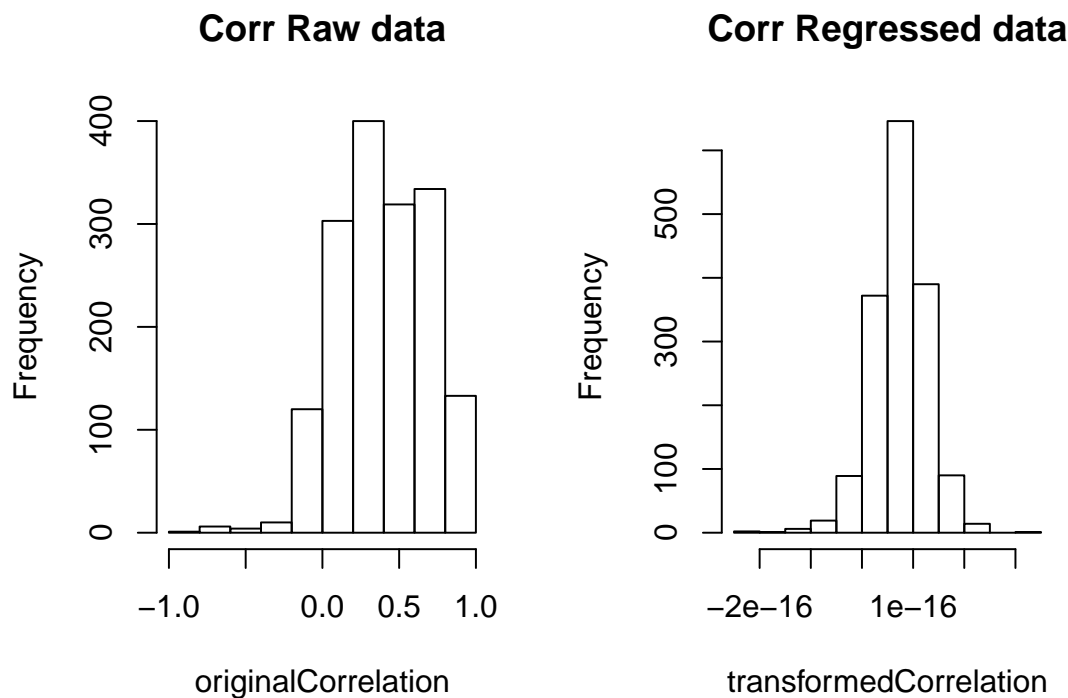 Corr Raw data
Corr Regressed data
Frequency
0
100
200
300
400
−1.0
0.0
0.5
1.0
originalCorrelation
Frequency
0
100
300
500
−2e−16
1e−16
transformedCorrelation